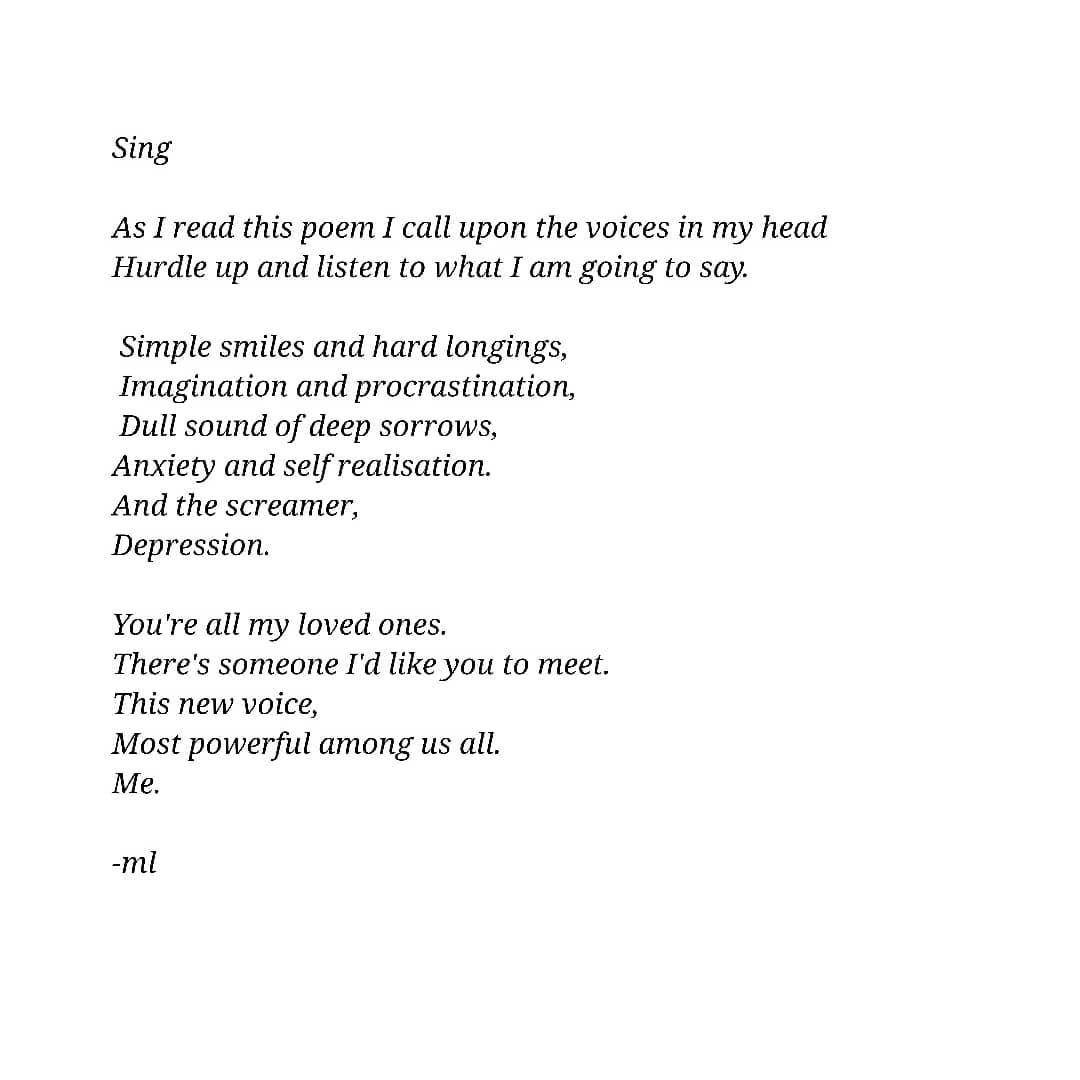 Sing
As I read this poem I call upon the voices in my head
Hurdle up and listen to what I am going to say.
Simple smiles and hard longings,
Imagination and procrastination,
Dull sound of deep sorrows,
Anxiety and self realisation.
And the screamer,
Depression.
You're all my loved ones.
There's someone I'd like you to meet.
This new voice,
Most powerful among us all.
Me.
-ml